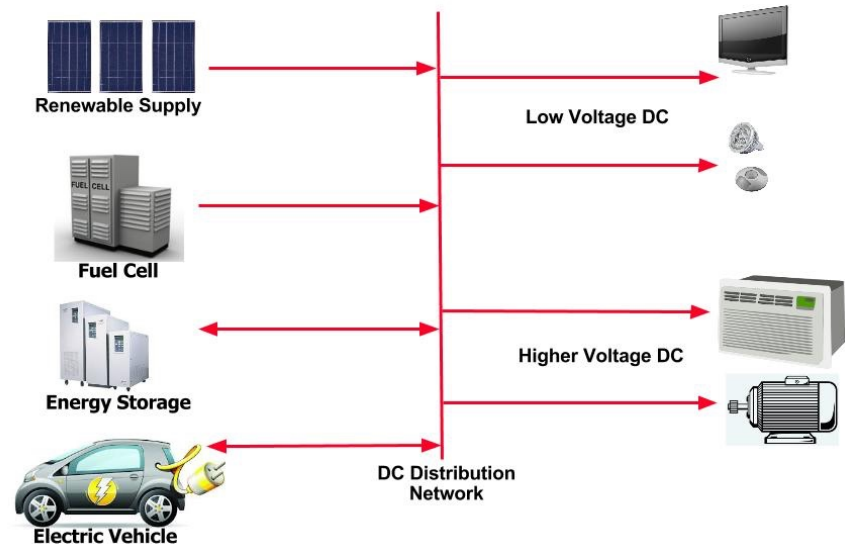 Renewable Supply
Low Voltage DC
FUEL CELL
Fuel Cell
Energy Storage
Higher Voltage DC
DC Distribution
Network
Electric Vehicle